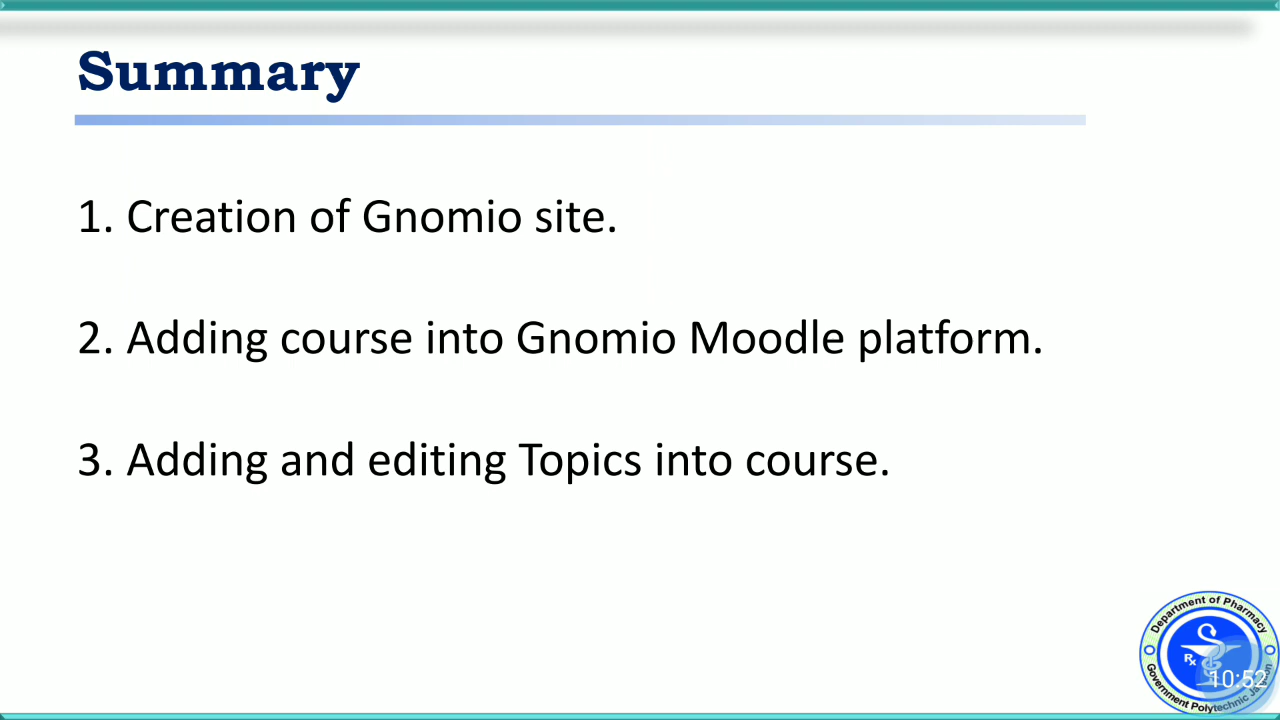 Summary
1. Creation of Gnomio site.
2. Adding course into Gnomio Moodle platform.
3. Adding and editing Topics into course.
Department of Pharmacy
Rx
10:52
Government Polytechnic